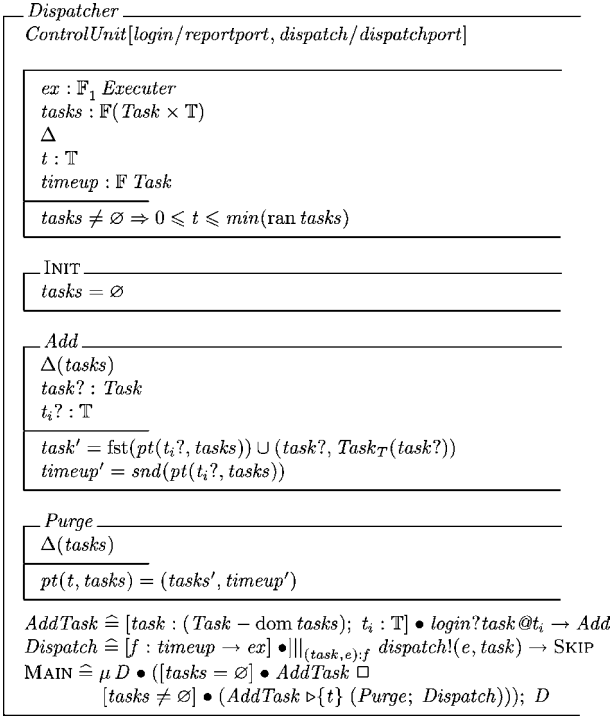 Dispatcher
ControlUnit[login/reportport, dispatch/dispatchport]
ex : 𝔽₁ Executer
tasks : 𝔽(Task × 𝕋)
Δ
t : 𝕋
timeup : 𝔽 Task
tasks ≠ ∅ ⇒ 0 ⩽ t ⩽ min(ran tasks)
INIT
tasks = ∅
Add
Δ(tasks)
task? : Task
tᵢ? : 𝕋
task′ = fst(pt(tᵢ?, tasks)) ∪ (task?, Task_T(task?))
timeup′ = snd(pt(tᵢ?, tasks))
Purge
Δ(tasks)
pt(t, tasks) = (tasks′, timeup′)
AddTask ≙ [task : (Task − dom tasks); tᵢ : 𝕋] • login?task@tᵢ → Add
Dispatch ≙ [f : timeup → ex] •|||_(task,e):f dispatch!(e, task) → SKIP
MAIN ≙ μ D • ([tasks = ∅] • AddTask □
[tasks ≠ ∅] • (AddTask ▷{t} (Purge; Dispatch))); D